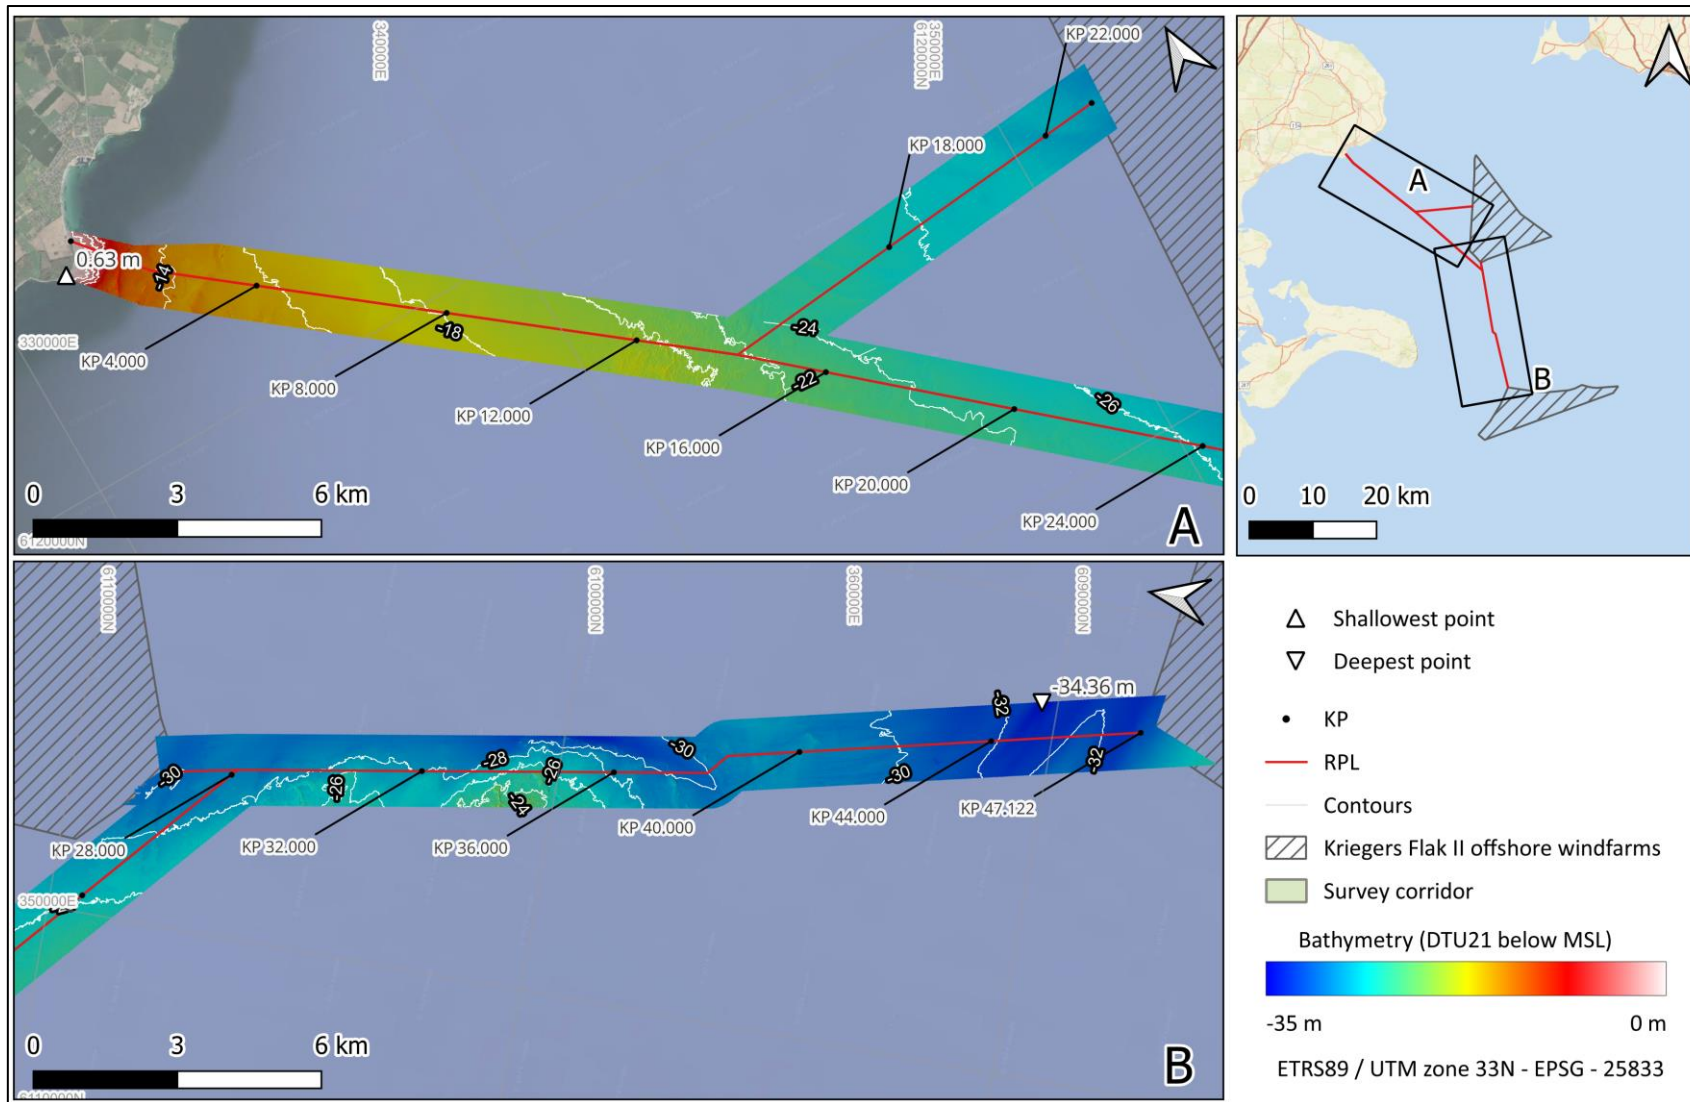 340000E
350000E
6120000N
KP 22.000
KP 18.000
0.63 m
-14
-18
-24
-22
-26
330000E
KP 4.000
KP 8.000
KP 12.000
KP 16.000
KP 20.000
KP 24.000
0 3 6 km
6120000N
A
A
B
0 10 20 km
6110000N
6100000N
360000E
6090000N
-34.36 m
-32
-30
-28
-30
-26
-26
-24
-30
-32
KP 28.000
KP 32.000
KP 36.000
KP 40.000
KP 44.000
KP 47.122
350000E
0 3 6 km
6110000N
B
Shallowest point
Deepest point
KP
RPL
Contours
Kriegers Flak II offshore windfarms
Survey corridor
Bathymetry (DTU21 below MSL)
-35 m 0 m
ETRS89 / UTM zone 33N - EPSG - 25833